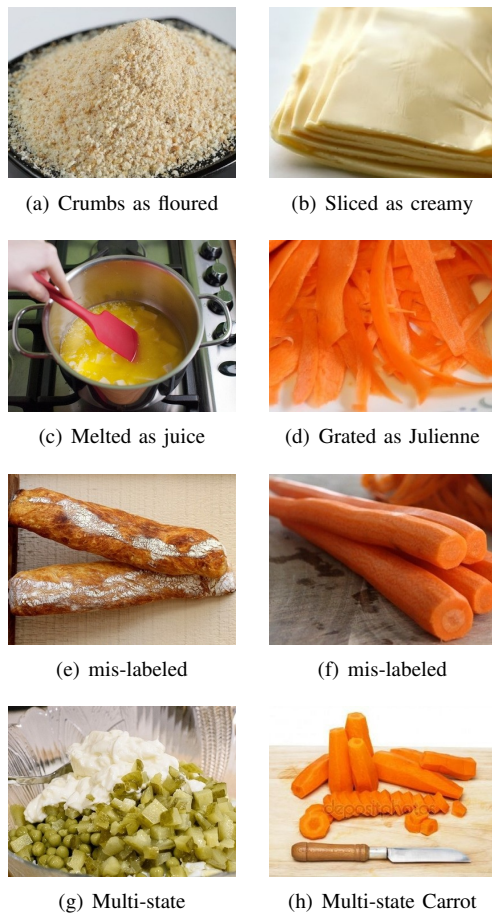 (a) Crumbs as floured
(b) Sliced as creamy
(c) Melted as juice
(d) Grated as Julienne
(e) mis-labeled
(f) mis-labeled
depositphotos
(g) Multi-state
(h) Multi-state Carrot